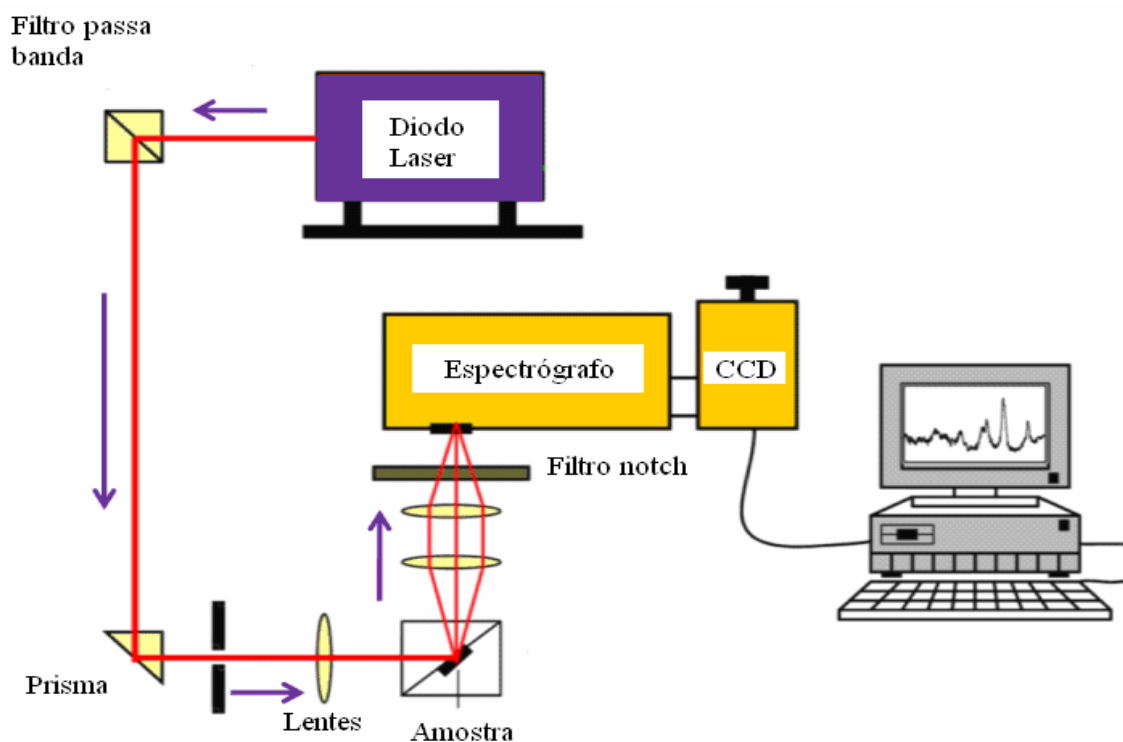 Filtro passa
banda
Diodo
Laser
Espectrógrafo
CCD
Filtro notch
Prisma
Lentes
Amostra